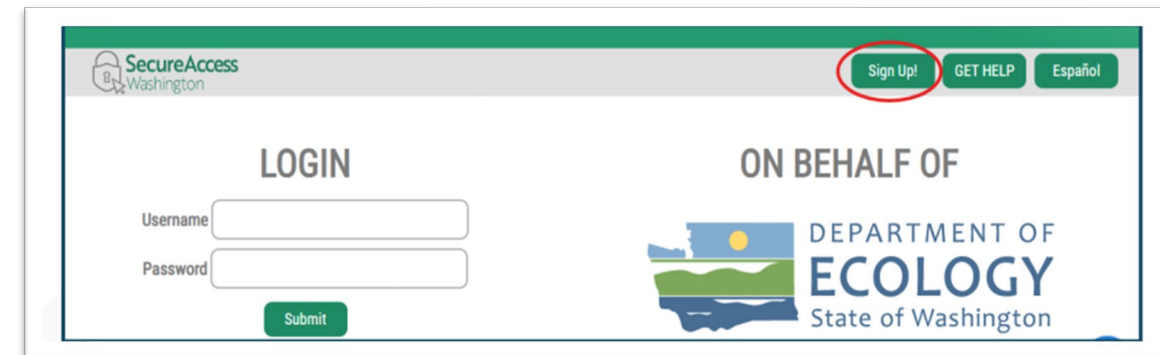 SecureAccess
Washington
Sign Up!
GET HELP
Español
LOGIN
Username
Password
Submit
ON BEHALF OF
DEPARTMENT OF
ECOLOGY
State of Washington